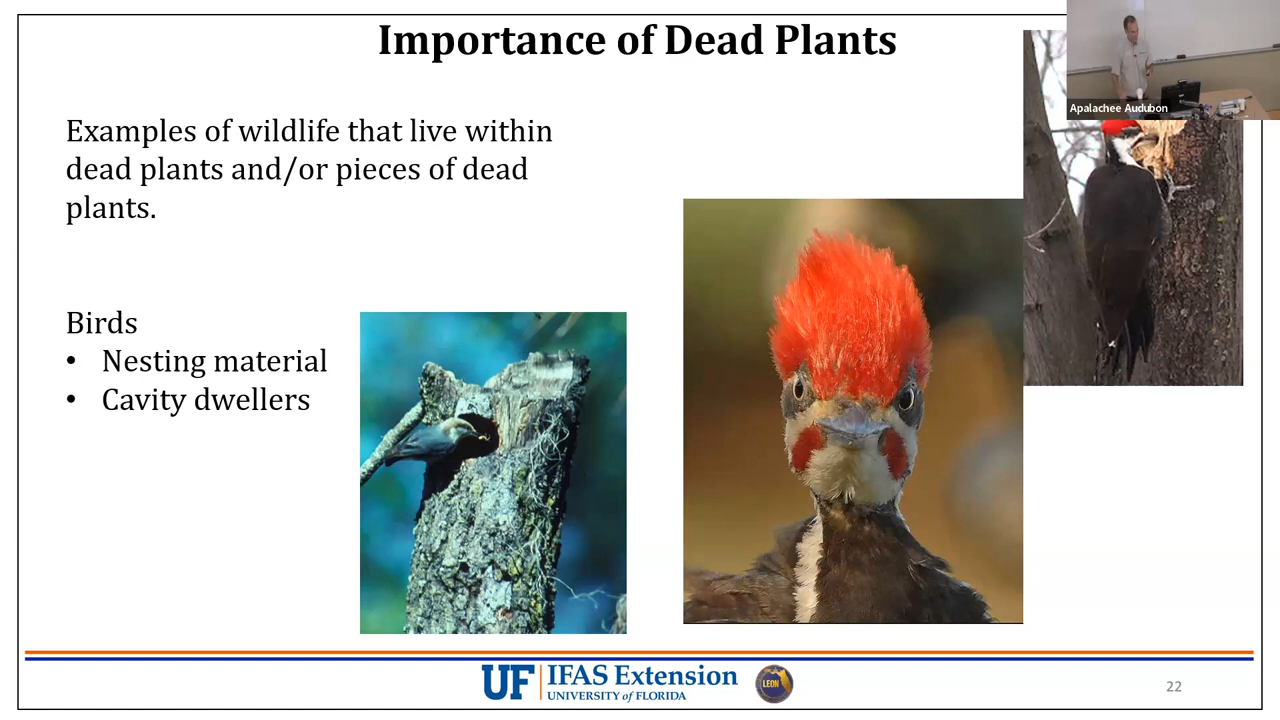 Importance of Dead Plants
Apalachee Audubon
Examples of wildlife that live within
dead plants and/or pieces of dead
plants.
Birds
• Nesting material
• Cavity dwellers
UF IFAS Extension
UNIVERSITY of FLORIDA
LEON
22